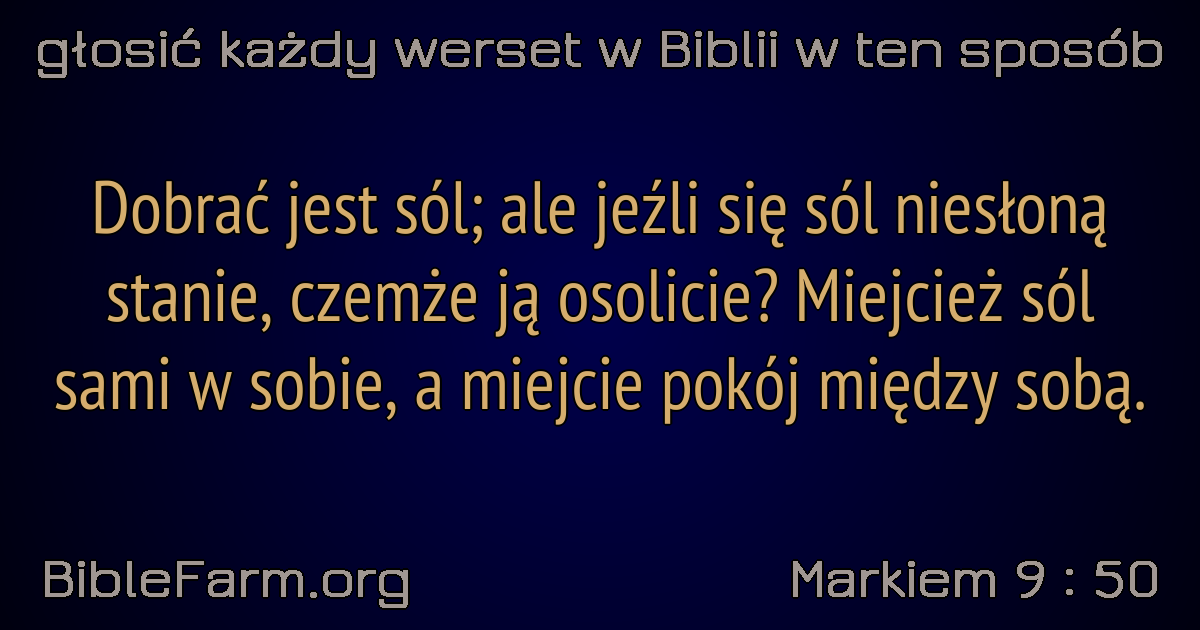 głosić każdy werset w Biblii w ten sposób
Dobrać jest sól; ale jeźli się sól niesłoną
stanie, czemże ją osolicie? Miejcież sól
sami w sobie, a miejcie pokój między sobą.
BibleFarm.org
Markiem 9 : 50